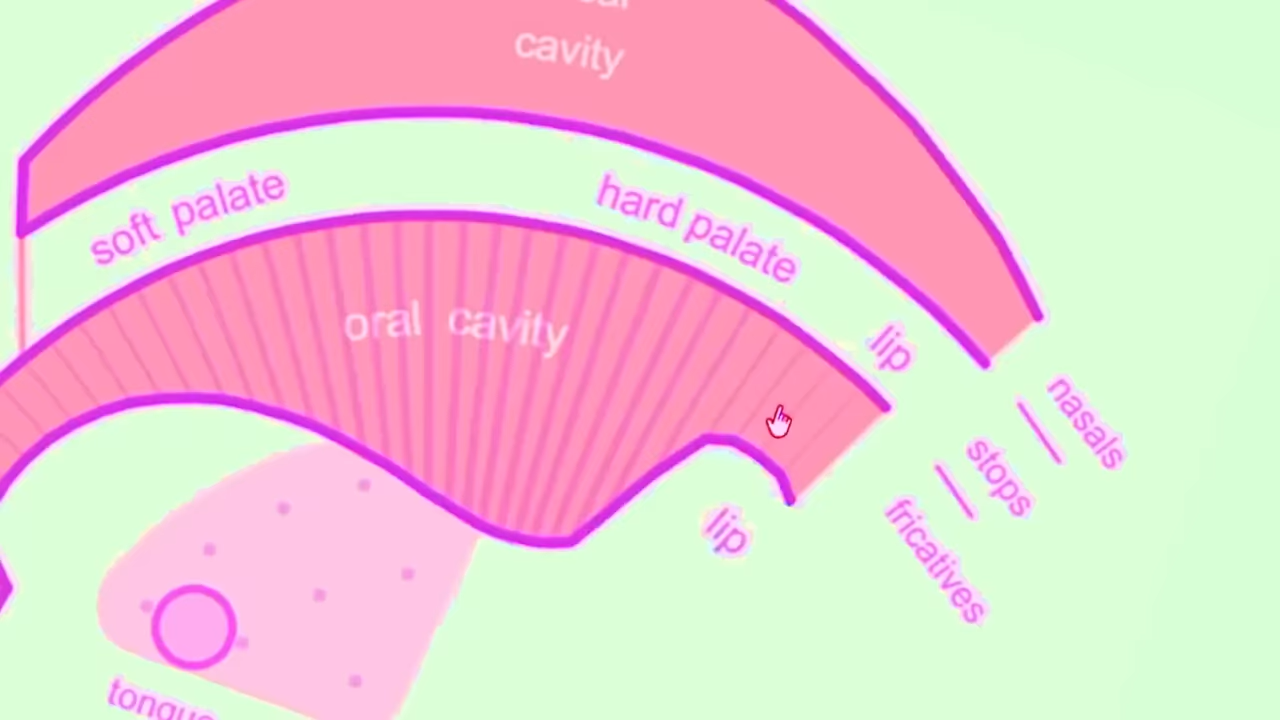 cavity
soft palate
hard palate
oral cavity
lip
nasals
stops
fricatives
lip